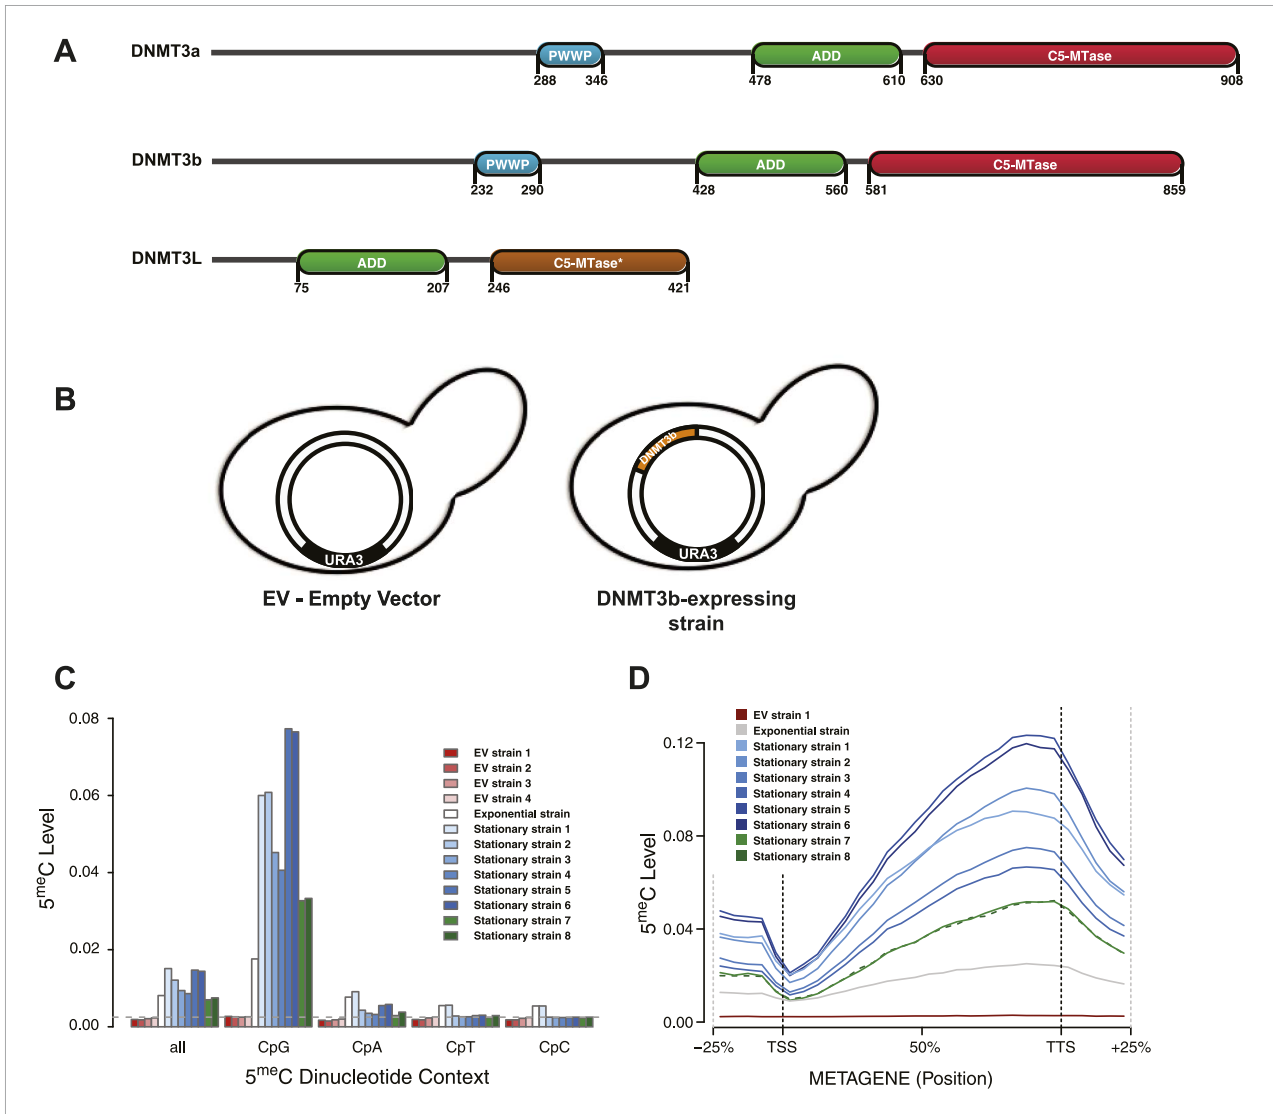 A
DNMT3a
PWWP
ADD
C5-MTase
288 346 478 610 630 908
DNMT3b
PWWP
ADD
C5-MTase
232 290 428 560 581 859
DNMT3L
ADD
C5-MTase*
75 207 246 421
B
URA3
EV - Empty Vector
DNMT3b
URA3
DNMT3b-expressing
strain
C
5meC Level
0.08
0.06
0.04
0.02
0.00
EV strain 1
EV strain 2
EV strain 3
EV strain 4
Exponential strain
Stationary strain 1
Stationary strain 2
Stationary strain 3
Stationary strain 4
Stationary strain 5
Stationary strain 6
Stationary strain 7
Stationary strain 8
all CpG CpA CpT CpC
5meC Dinucleotide Context
D
5meC Level
0.12
0.08
0.04
0.00
EV strain 1
Exponential strain
Stationary strain 1
Stationary strain 2
Stationary strain 3
Stationary strain 4
Stationary strain 5
Stationary strain 6
Stationary strain 7
Stationary strain 8
−25% TSS 50% TTS +25%
METAGENE (Position)